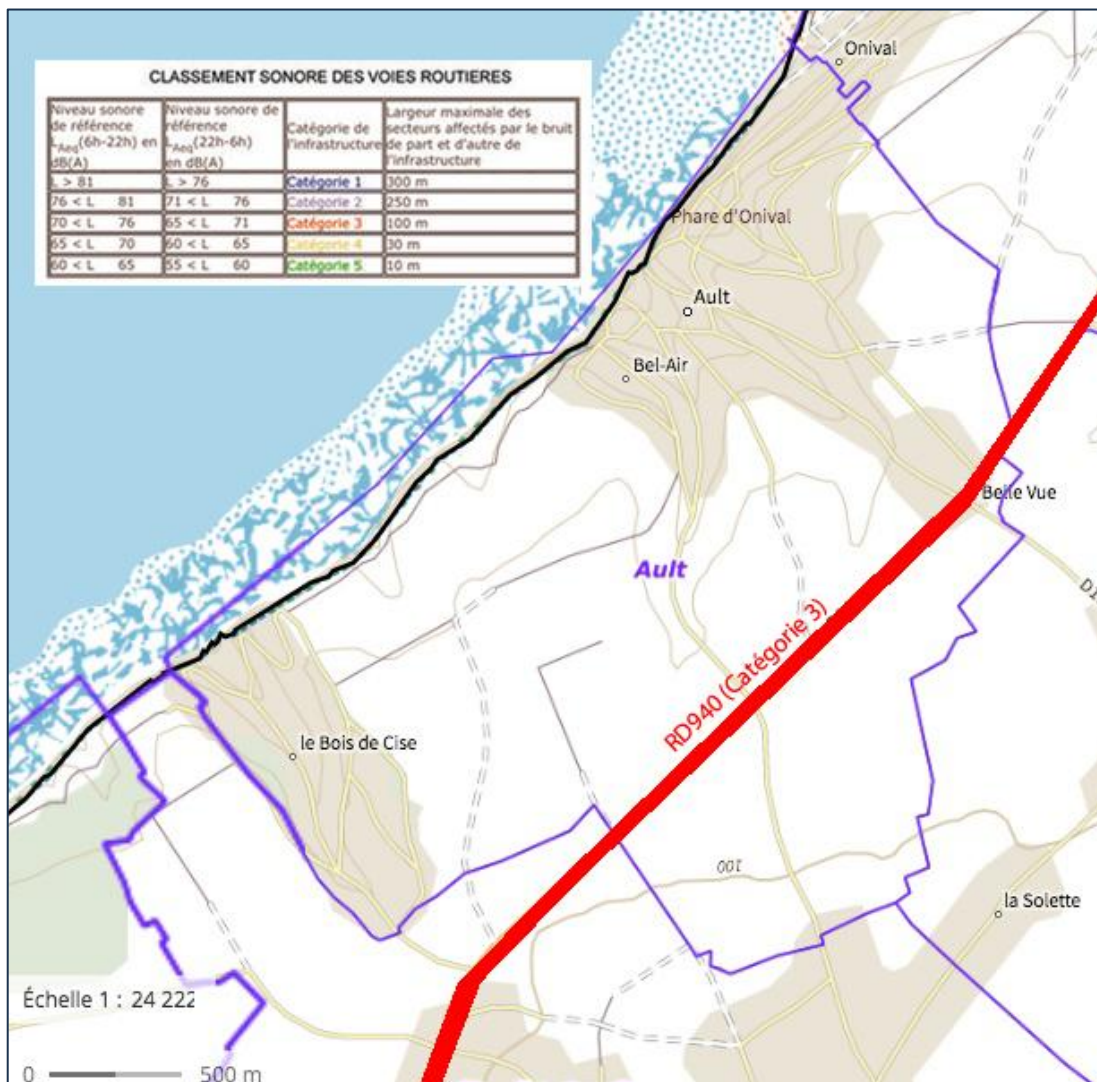 Onival
CLASSEMENT SONORE DES VOIES ROUTIERES
Niveau sonore de référence LAeq(6h-22h) en dB(A)
Niveau sonore de référence LAeq(22h-6h) en dB(A)
Catégorie de l'infrastructure
Largeur maximale des secteurs affectés par le bruit de part et d'autre de l'infrastructure
L > 81 L > 76 Catégorie 1 300 m
76 < L 81 71 < L 76 Catégorie 2 250 m
70 < L 76 65 < L 71 Catégorie 3 100 m
65 < L 70 60 < L 65 Catégorie 4 30 m
60 < L 65 55 < L 60 Catégorie 5 10 m
Phare d'Onival
Ault
Bel-Air
Belle Vue
Ault
D1
RD940 (Catégorie 3)
le Bois de Cise
100
la Solette
Échelle 1 : 24 222
0 500 m